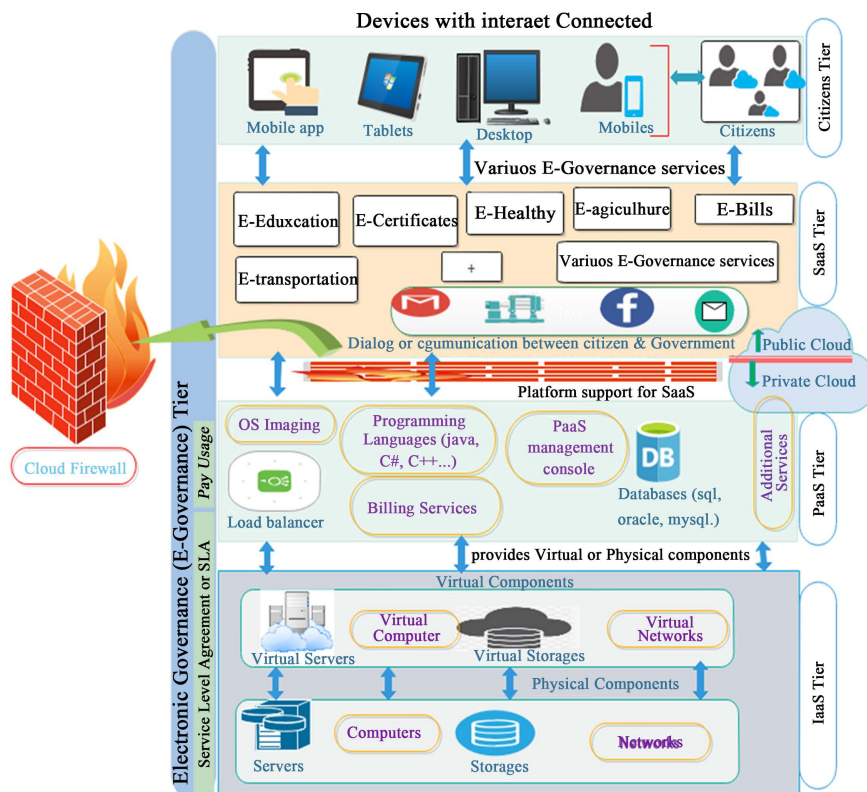 Devices with interaet Connected
Mobile app
Tablets
Desktop
Mobiles
Citizens
Citizens Tier
Variuos E-Governance services
E-Eduxcation
E-Certificates
E-Healthy
E-agiculhure
E-Bills
E-transportation
+
Variuos E-Governance services
SaaS Tier
Dialog or cgumunication between citizen & Government
Public Cloud
Private Cloud
Platform support for SaaS
Cloud Firewall
Electronic Governance (E-Governance) Tier
Pay Usage
Service Level Agreement or SLA
OS Imaging
Programming
Languages (java,
C#, C++...)
PaaS
management
console
DB
Additional
Services
Load balancer
Billing Services
Databases (sql,
oracle, mysql.)
PaaS Tier
provides Virtual or Physical components
Virtual Components
Virtual Servers
Virtual
Computer
Virtual Storages
Virtual
Networks
Physical Components
Servers
Computers
Storages
Networks
IaaS Tier